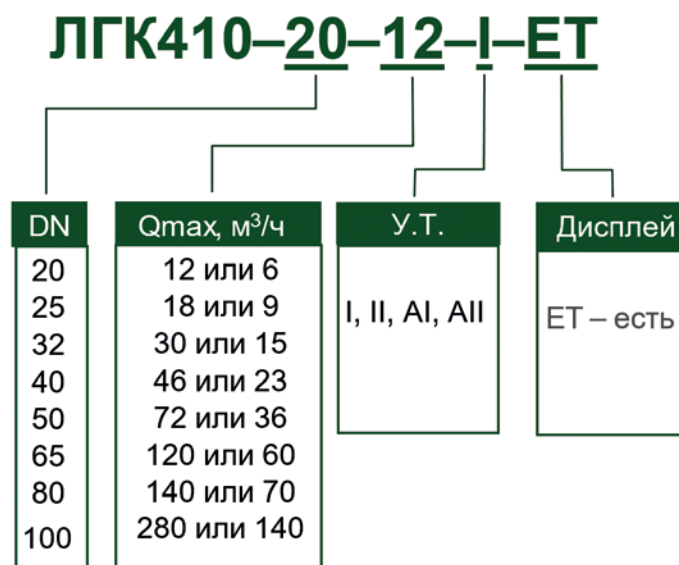 ЛГК410–20–12–I–ЕТ
DN Qmax, м³/ч У.Т. Дисплей
20 12 или 6
25 18 или 9 I, II, AI, AII ЕТ – есть
32 30 или 15
40 46 или 23
50 72 или 36
65 120 или 60
80 140 или 70
100 280 или 140